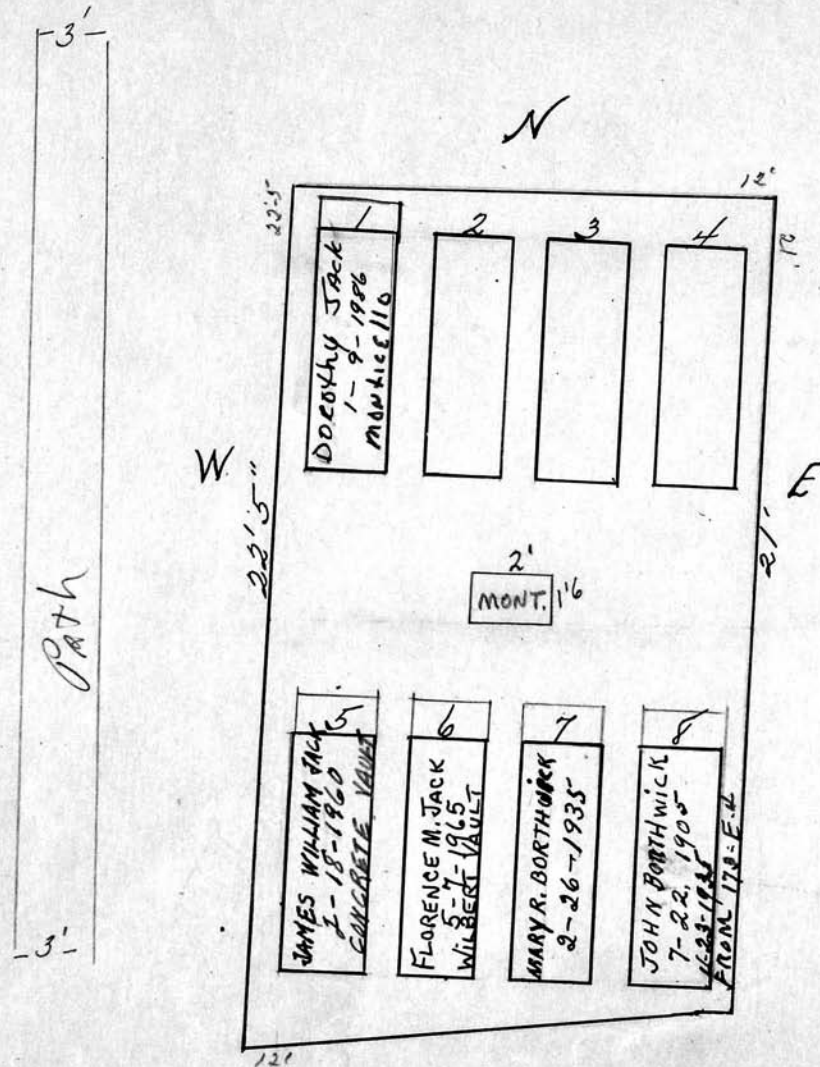 3'
N
22'5
12'
12
1
2
3
4
DOROTHY JACK
1-9-1986
MONTICELLO
W.
E
22'5"
21'
2'
MONT.
1'6
Path
5
6
7
8
JAMES WILLIAM JACK
2-18-1960
CONCRETE VAULT
FLORENCE M. JACK
5-7-1965
WILBERT VAULT
MARY R. BORTHWICK
2-26-1935
JOHN BORTHWICK
7-22, 1905
FROM
3'
12'